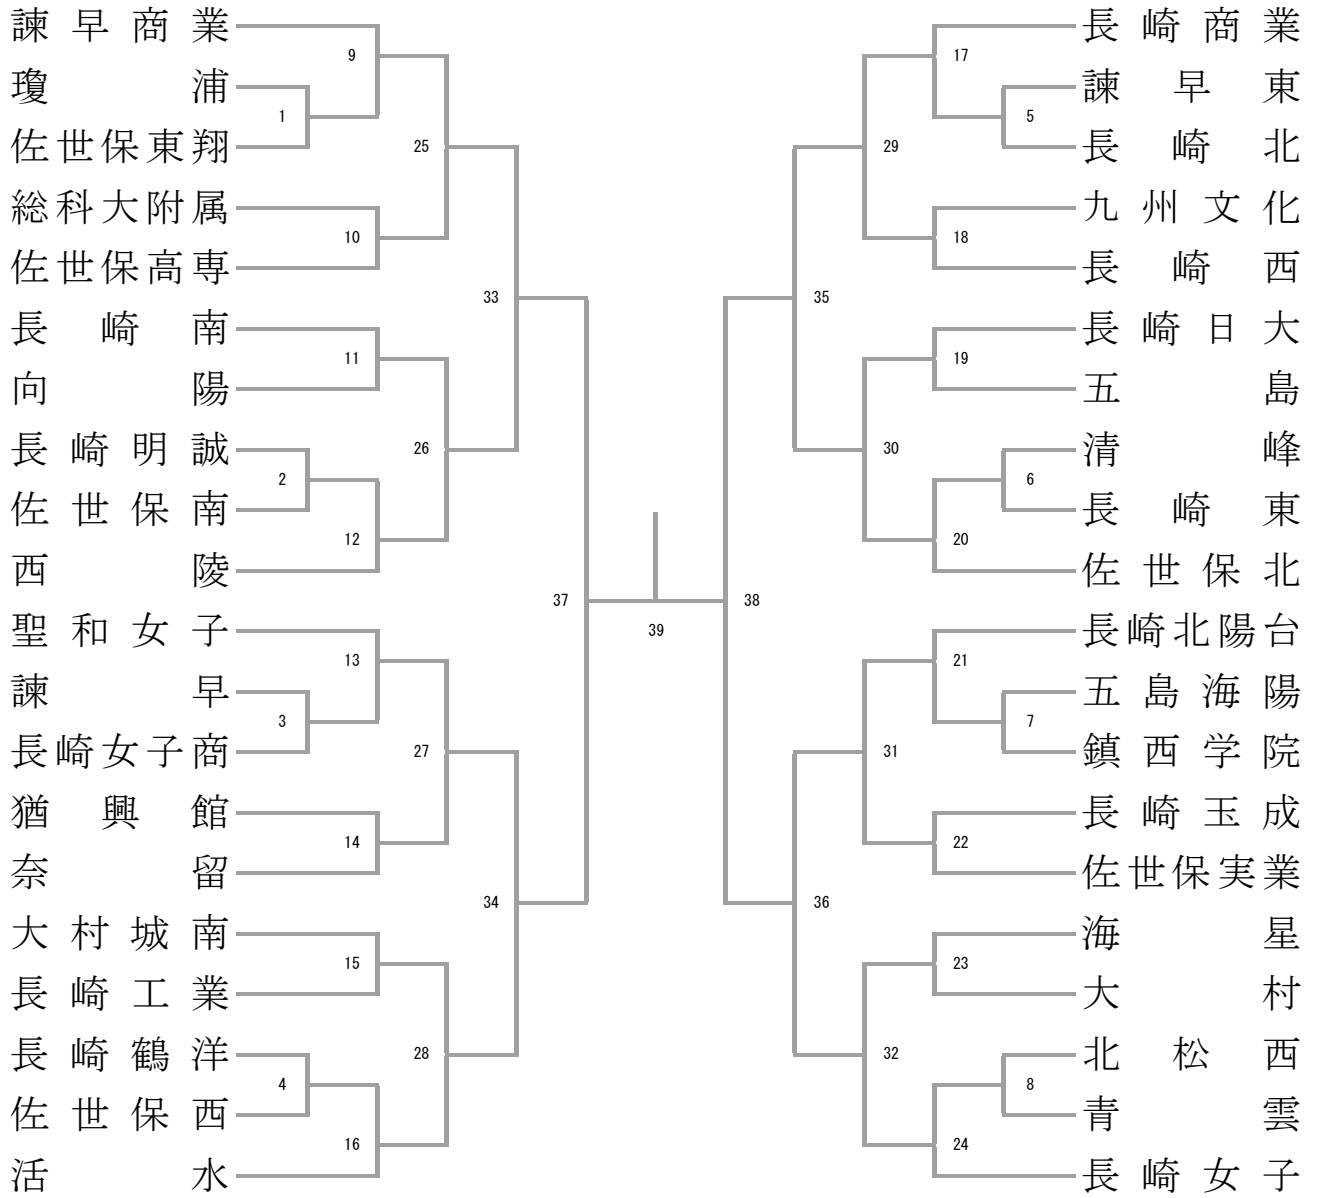 諫早商業
9
瓊浦
1
佐世保東翔
25
総科大附属
10
佐世保高専
33
長崎南
11
向陽
長崎明誠
26
2
佐世保南
12
西陵
37
聖和女子
13
諫早
3
長崎女子商
27
猶興館
14
奈留
34
大村城南
15
長崎工業
長崎鶴洋
28
4
佐世保西
16
活水
39
長崎商業
17
諫早東
5
長崎北
29
九州文化
18
長崎西
35
長崎日大
19
五島
清峰
30
6
長崎東
20
佐世保北
38
長崎北陽台
21
五島海陽
7
鎮西学院
31
長崎玉成
22
佐世保実業
36
海星
23
大村
北松西
32
8
青雲
24
長崎女子